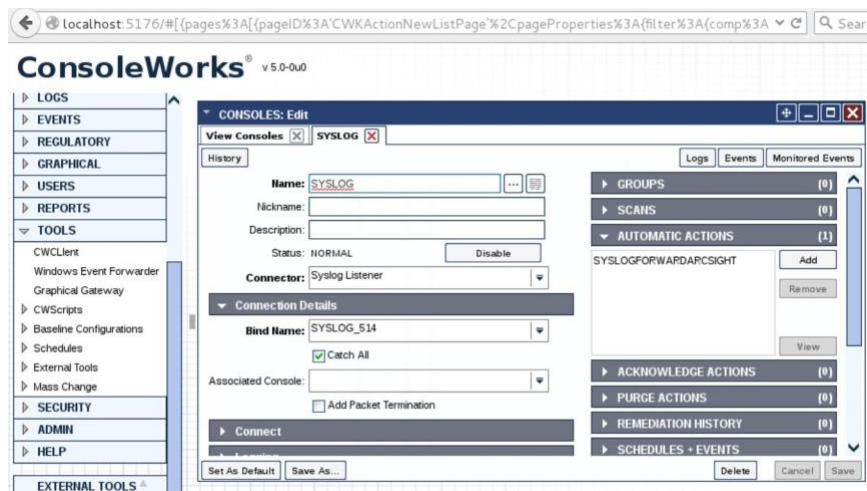 localhost:5176/#[{pages%3A[{pageID%3A'CWKActionNewListPage'%2CpageProperties%3A{filter%3A{comp%3A
Sear
ConsoleWorks® v 5.0-0u0
LOGS
EVENTS
REGULATORY
GRAPHICAL
USERS
REPORTS
TOOLS
CWCLient
Windows Event Forwarder
Graphical Gateway
CWScripts
Baseline Configurations
Schedules
External Tools
Mass Change
SECURITY
ADMIN
HELP
EXTERNAL TOOLS
CONSOLES: Edit
View Consoles
SYSLOG
History
Logs
Events
Monitored Events
Name: SYSLOG
Nickname:
Description:
Status: NORMAL
Disable
Connector: Syslog Listener
Connection Details
Bind Name: SYSLOG_514
Catch All
Associated Console:
Add Packet Termination
Connect
GROUPS (0)
SCANS (0)
AUTOMATIC ACTIONS (1)
SYSLOGFORWARDARCSIGHT
Add
Remove
View
ACKNOWLEDGE ACTIONS (0)
PURGE ACTIONS (0)
REMEDIATION HISTORY (0)
SCHEDULES + EVENTS (0)
Set As Default
Save As...
Delete
Cancel
Save